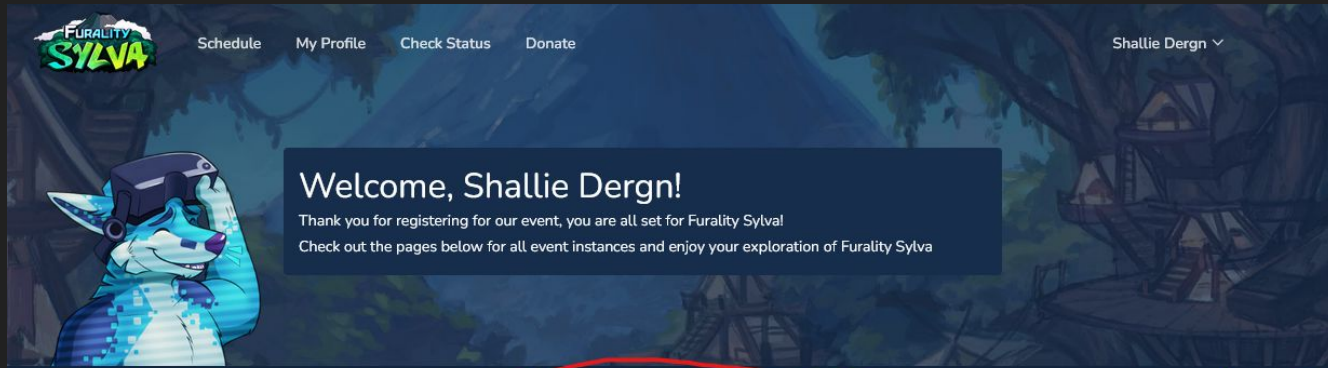 FURALITY
SYLVA
Schedule My Profile Check Status Donate
Shallie Dergn
Welcome, Shallie Dergn!
Thank you for registering for our event, you are all set for Furality Sylva!
Check out the pages below for all event instances and enjoy your exploration of Furality Sylva